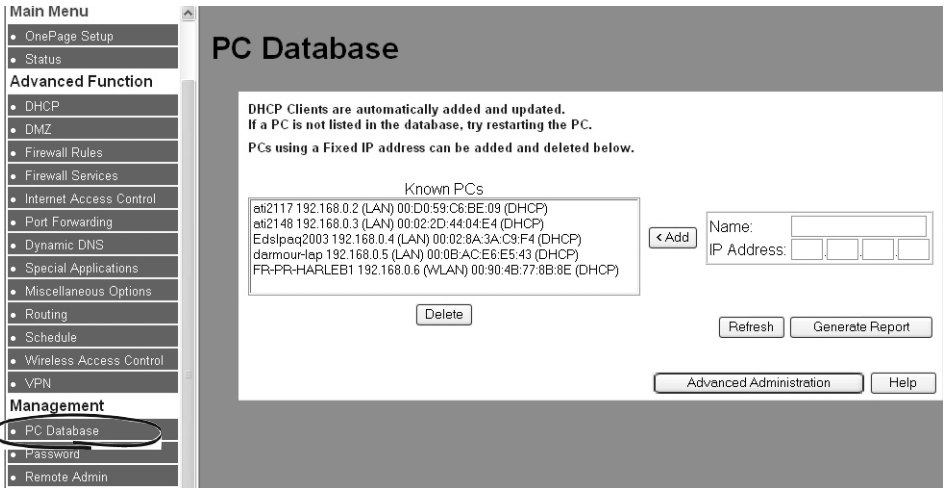 Main Menu
OnePage Setup
Status
Advanced Function
DHCP
DMZ
Firewall Rules
Firewall Services
Internet Access Control
Port Forwarding
Dynamic DNS
Special Applications
Miscellaneous Options
Routing
Schedule
Wireless Access Control
VPN
Management
PC Database
Password
Remote Admin
PC Database
DHCP Clients are automatically added and updated.
If a PC is not listed in the database, try restarting the PC.
PCs using a Fixed IP address can be added and deleted below.
Known PCs
ati2117 192.168.0.2 (LAN) 00:D0:59:C6:BE:09 (DHCP)
ati2148 192.168.0.3 (LAN) 00:02:2D:44:04:E4 (DHCP)
Edslpaq2003 192.168.0.4 (LAN) 00:02:8A:3A:C9:F4 (DHCP)
darmour-lap 192.168.0.5 (LAN) 00:0B:AC:E6:E5:43 (DHCP)
FR-PR-HARLEB1 192.168.0.6 (WLAN) 00:90:4B:77:8B:8E (DHCP)
< Add
Name:
IP Address:
Delete
Refresh
Generate Report
Advanced Administration
Help